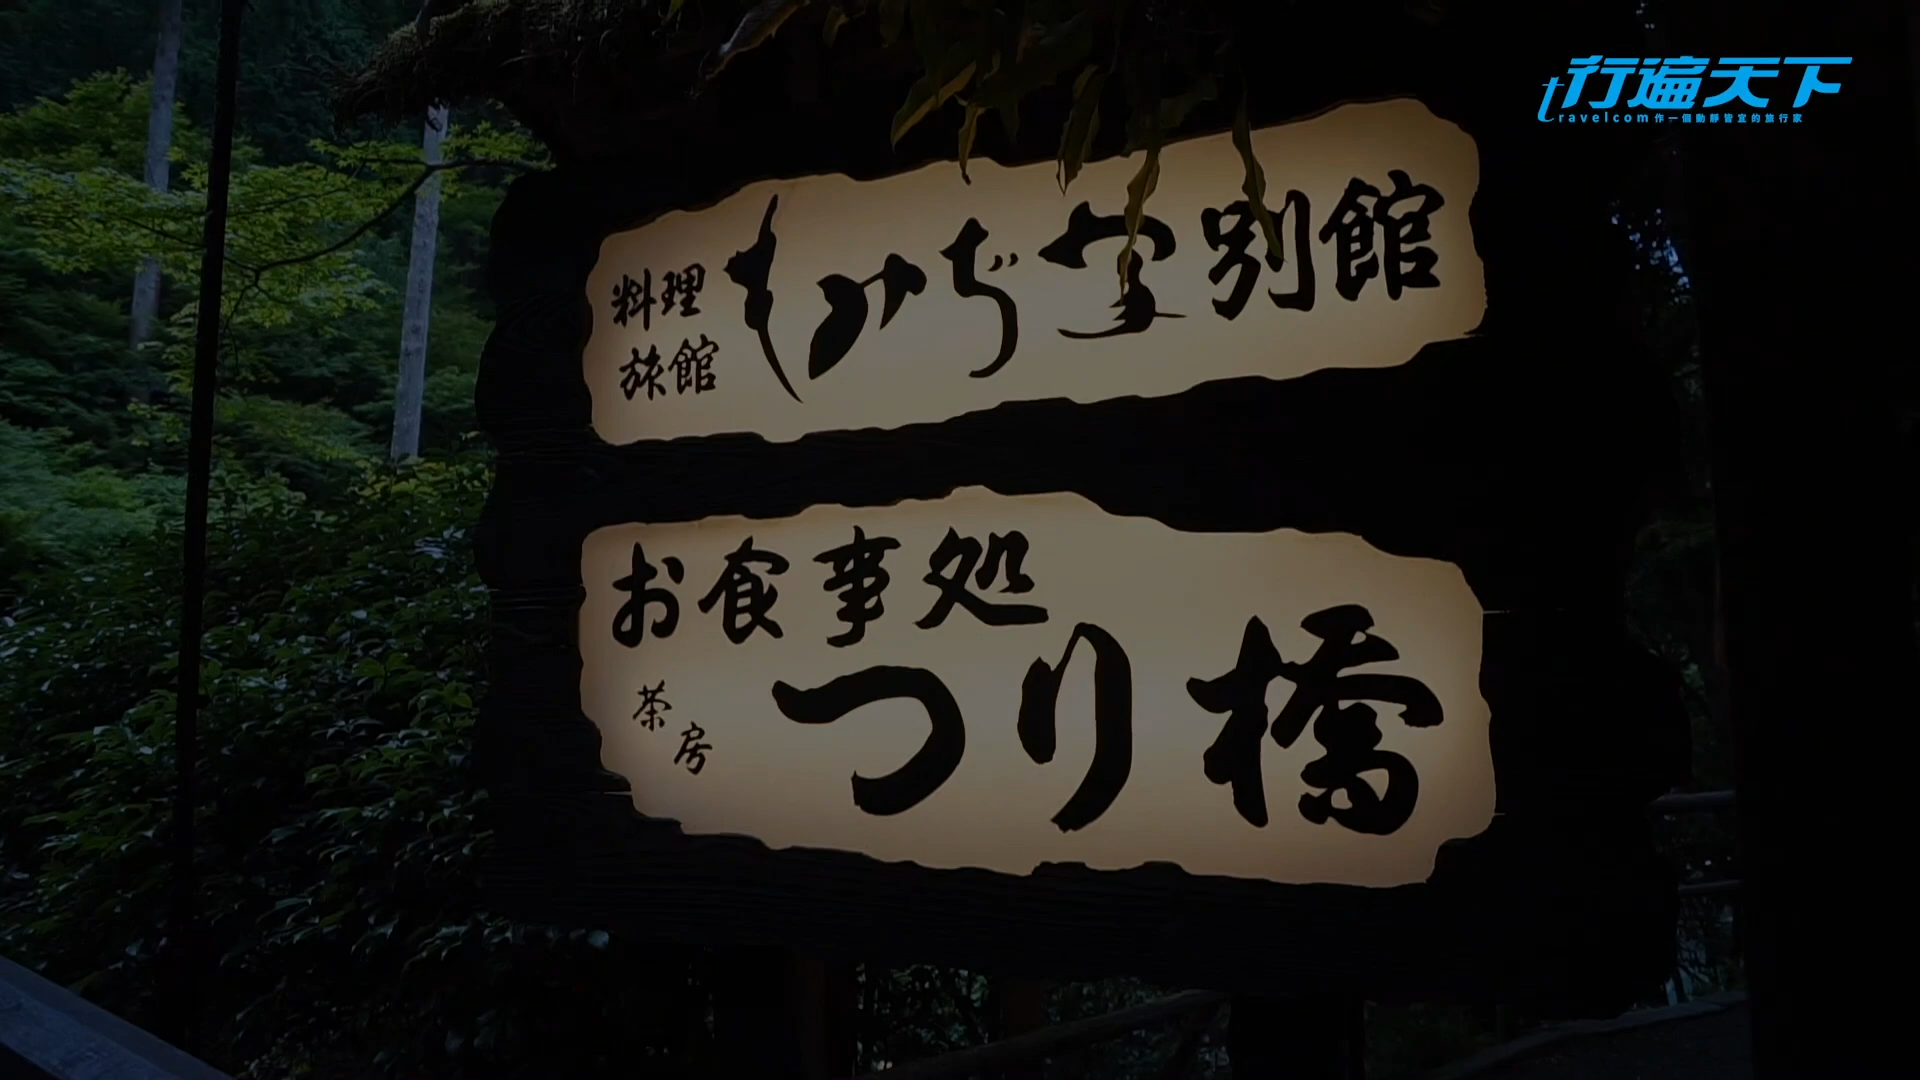 行遍天下
travelcom 作一個動靜皆宜的旅行家
料理
旅館
もみぢ家別館
お食事処
茶房
つり橋